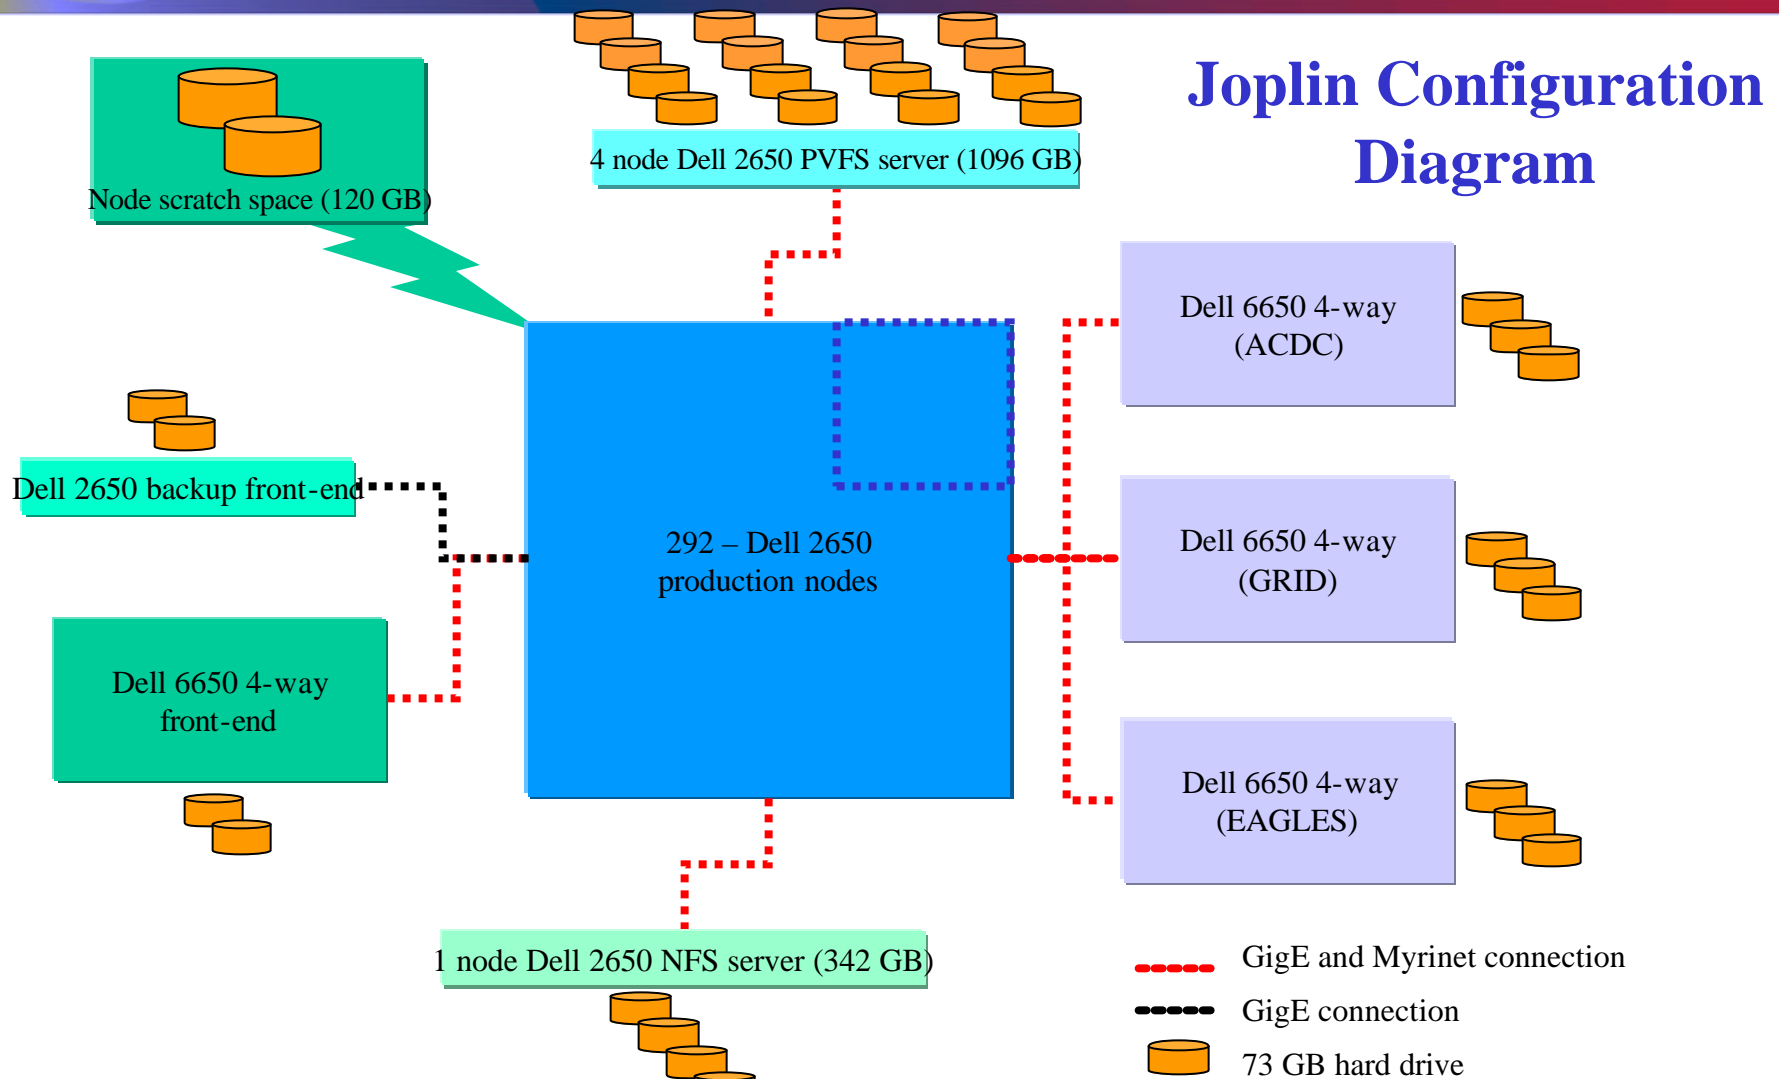 Joplin Configuration
Diagram
Node scratch space (120 GB)
4 node Dell 2650 PVFS server (1096 GB)
Dell 6650 4-way
(ACDC)
Dell 2650 backup front-end
292 – Dell 2650
production nodes
Dell 6650 4-way
(GRID)
Dell 6650 4-way
front-end
Dell 6650 4-way
(EAGLES)
1 node Dell 2650 NFS server (342 GB)
GigE and Myrinet connection
GigE connection
73 GB hard drive